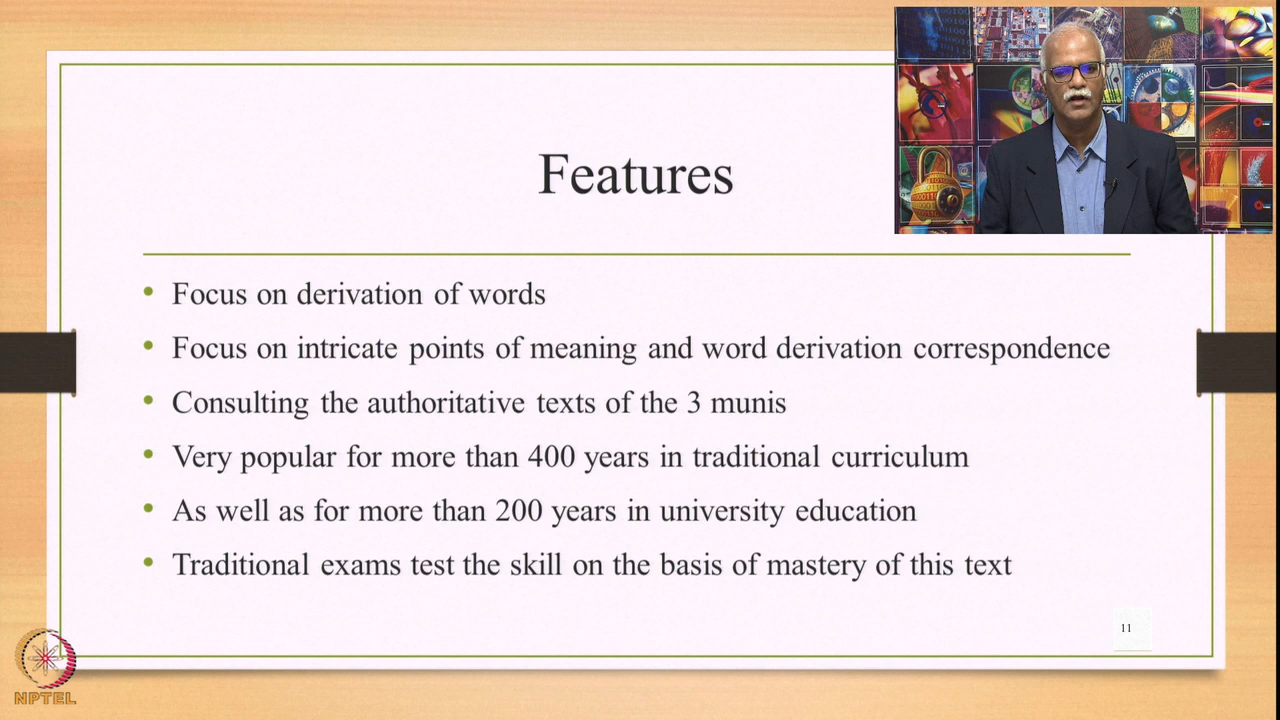 Features
• Focus on derivation of words
• Focus on intricate points of meaning and word derivation correspondence
• Consulting the authoritative texts of the 3 munis
• Very popular for more than 400 years in traditional curriculum
• As well as for more than 200 years in university education
• Traditional exams test the skill on the basis of mastery of this text
11
NPTEL